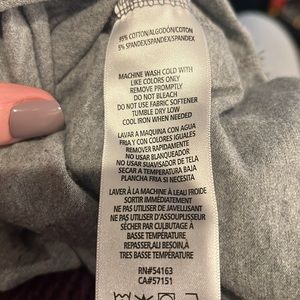 95% COTTON/ALGODÓN/COTON
5% SPANDEX/SPANDEX/SPANDEX
MACHINE WASH COLD WITH
LIKE COLORS ONLY
REMOVE PROMPTLY
DO NOT BLEACH
DO NOT USE FABRIC SOFTENER
TUMBLE DRY LOW
COOL IRON WHEN NEEDED
LAVAR A MAQUINA CON AGUA
FRIA Y CON COLORES IGUALES
REMOVER RAPIDAMENTE
NO USAR BLANQUEADOR
NO USAR SUAVISADOR DE TELA
SECAR A TEMPERATURA BAJA
PLANCHA FRIA SI NECESITA
LAVER À LA MACHINE À LEAU FROIDE
SORTIR IMMÉDIATEMENT
NE PAS UTILISER DE JAVELLISANT
NE PAS UTILISER D'ASSOUPLISSEUR
SÉCHER PAR CULBUTAGE À
BASSE TEMPÉRATURE
REPASSER,AU BESOIN,À
TRES BASSE TEMPÉRATURE
RN#54163
CA#57151